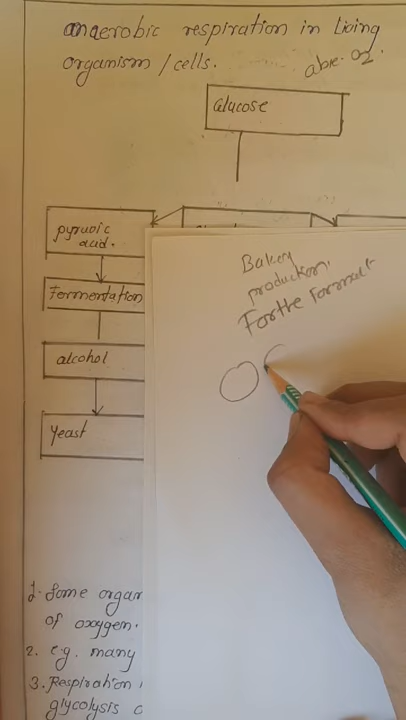 anaerobic respiration in living
organism / cells.
Glucose
pyruvic
acid.
Fermentation
alcohol
yeast
Bakery
production.
For the
1. Some organ
of oxygen.
2. e.g. many
3. Respiration
glycolysis